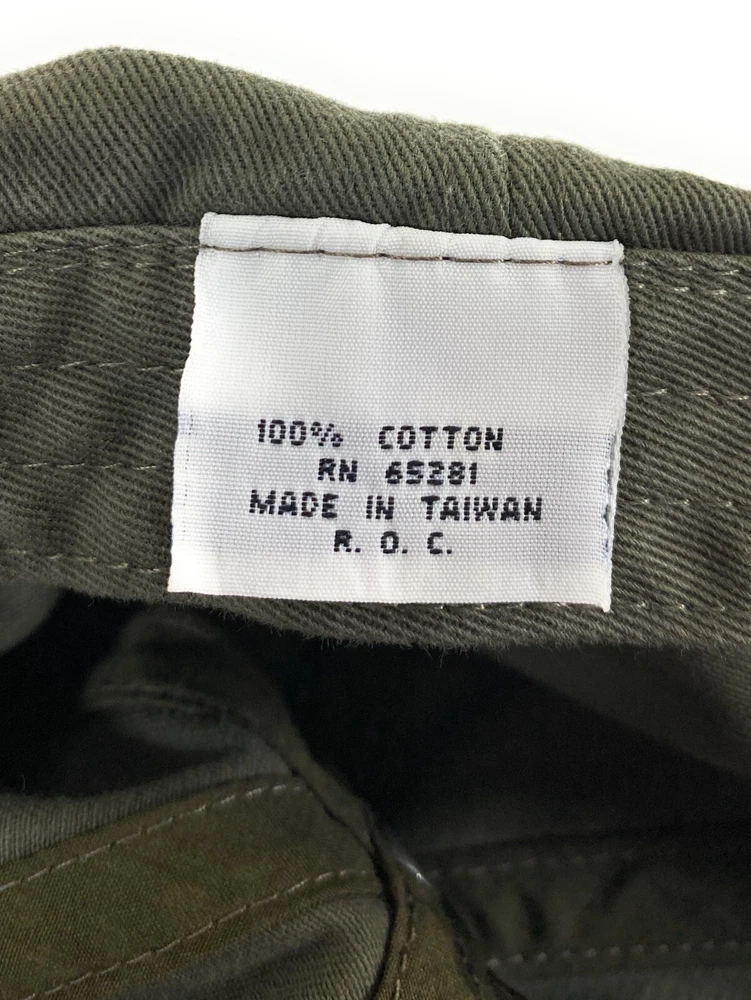 100% COTTON
RN 65281
MADE IN TAIWAN
R. O. C.